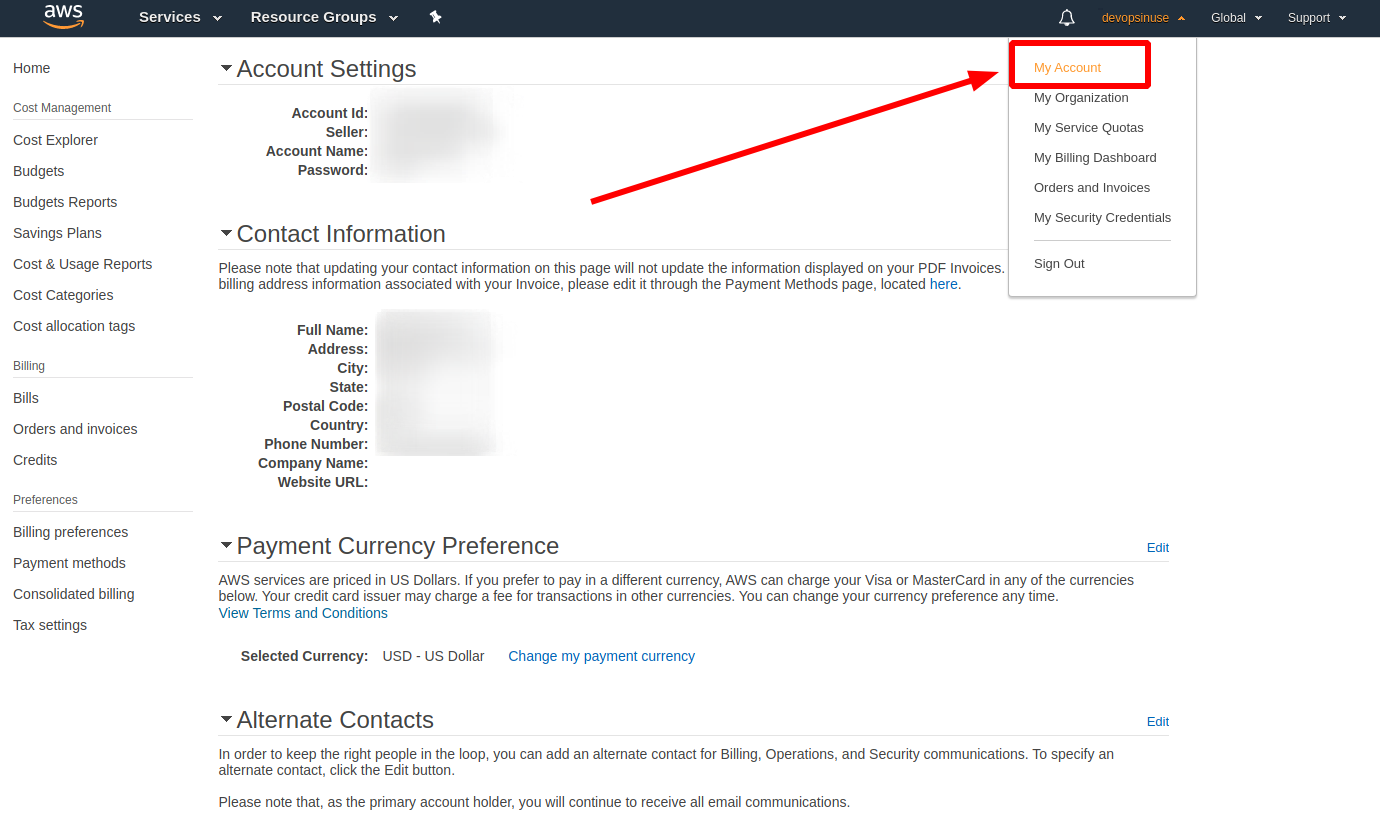 aws
Services
Resource Groups
devopsinuse
Global
Support
My Account
My Organization
My Service Quotas
My Billing Dashboard
Orders and Invoices
My Security Credentials
Sign Out
Home
Cost Management
Cost Explorer
Budgets
Budgets Reports
Savings Plans
Cost & Usage Reports
Cost Categories
Cost allocation tags
Billing
Bills
Orders and invoices
Credits
Preferences
Billing preferences
Payment methods
Consolidated billing
Tax settings
Account Settings
Account Id:
Seller:
Account Name:
Password:
Contact Information
Please note that updating your contact information on this page will not update the information displayed on your PDF Invoices.
billing address information associated with your Invoice, please edit it through the Payment Methods page, located here.
Full Name:
Address:
City:
State:
Postal Code:
Country:
Phone Number:
Company Name:
Website URL:
Payment Currency Preference
Edit
AWS services are priced in US Dollars. If you prefer to pay in a different currency, AWS can charge your Visa or MasterCard in any of the currencies
below. Your credit card issuer may charge a fee for transactions in other currencies. You can change your currency preference any time.
View Terms and Conditions
Selected Currency: USD - US Dollar Change my payment currency
Alternate Contacts
Edit
In order to keep the right people in the loop, you can add an alternate contact for Billing, Operations, and Security communications. To specify an
alternate contact, click the Edit button.
Please note that, as the primary account holder, you will continue to receive all email communications.